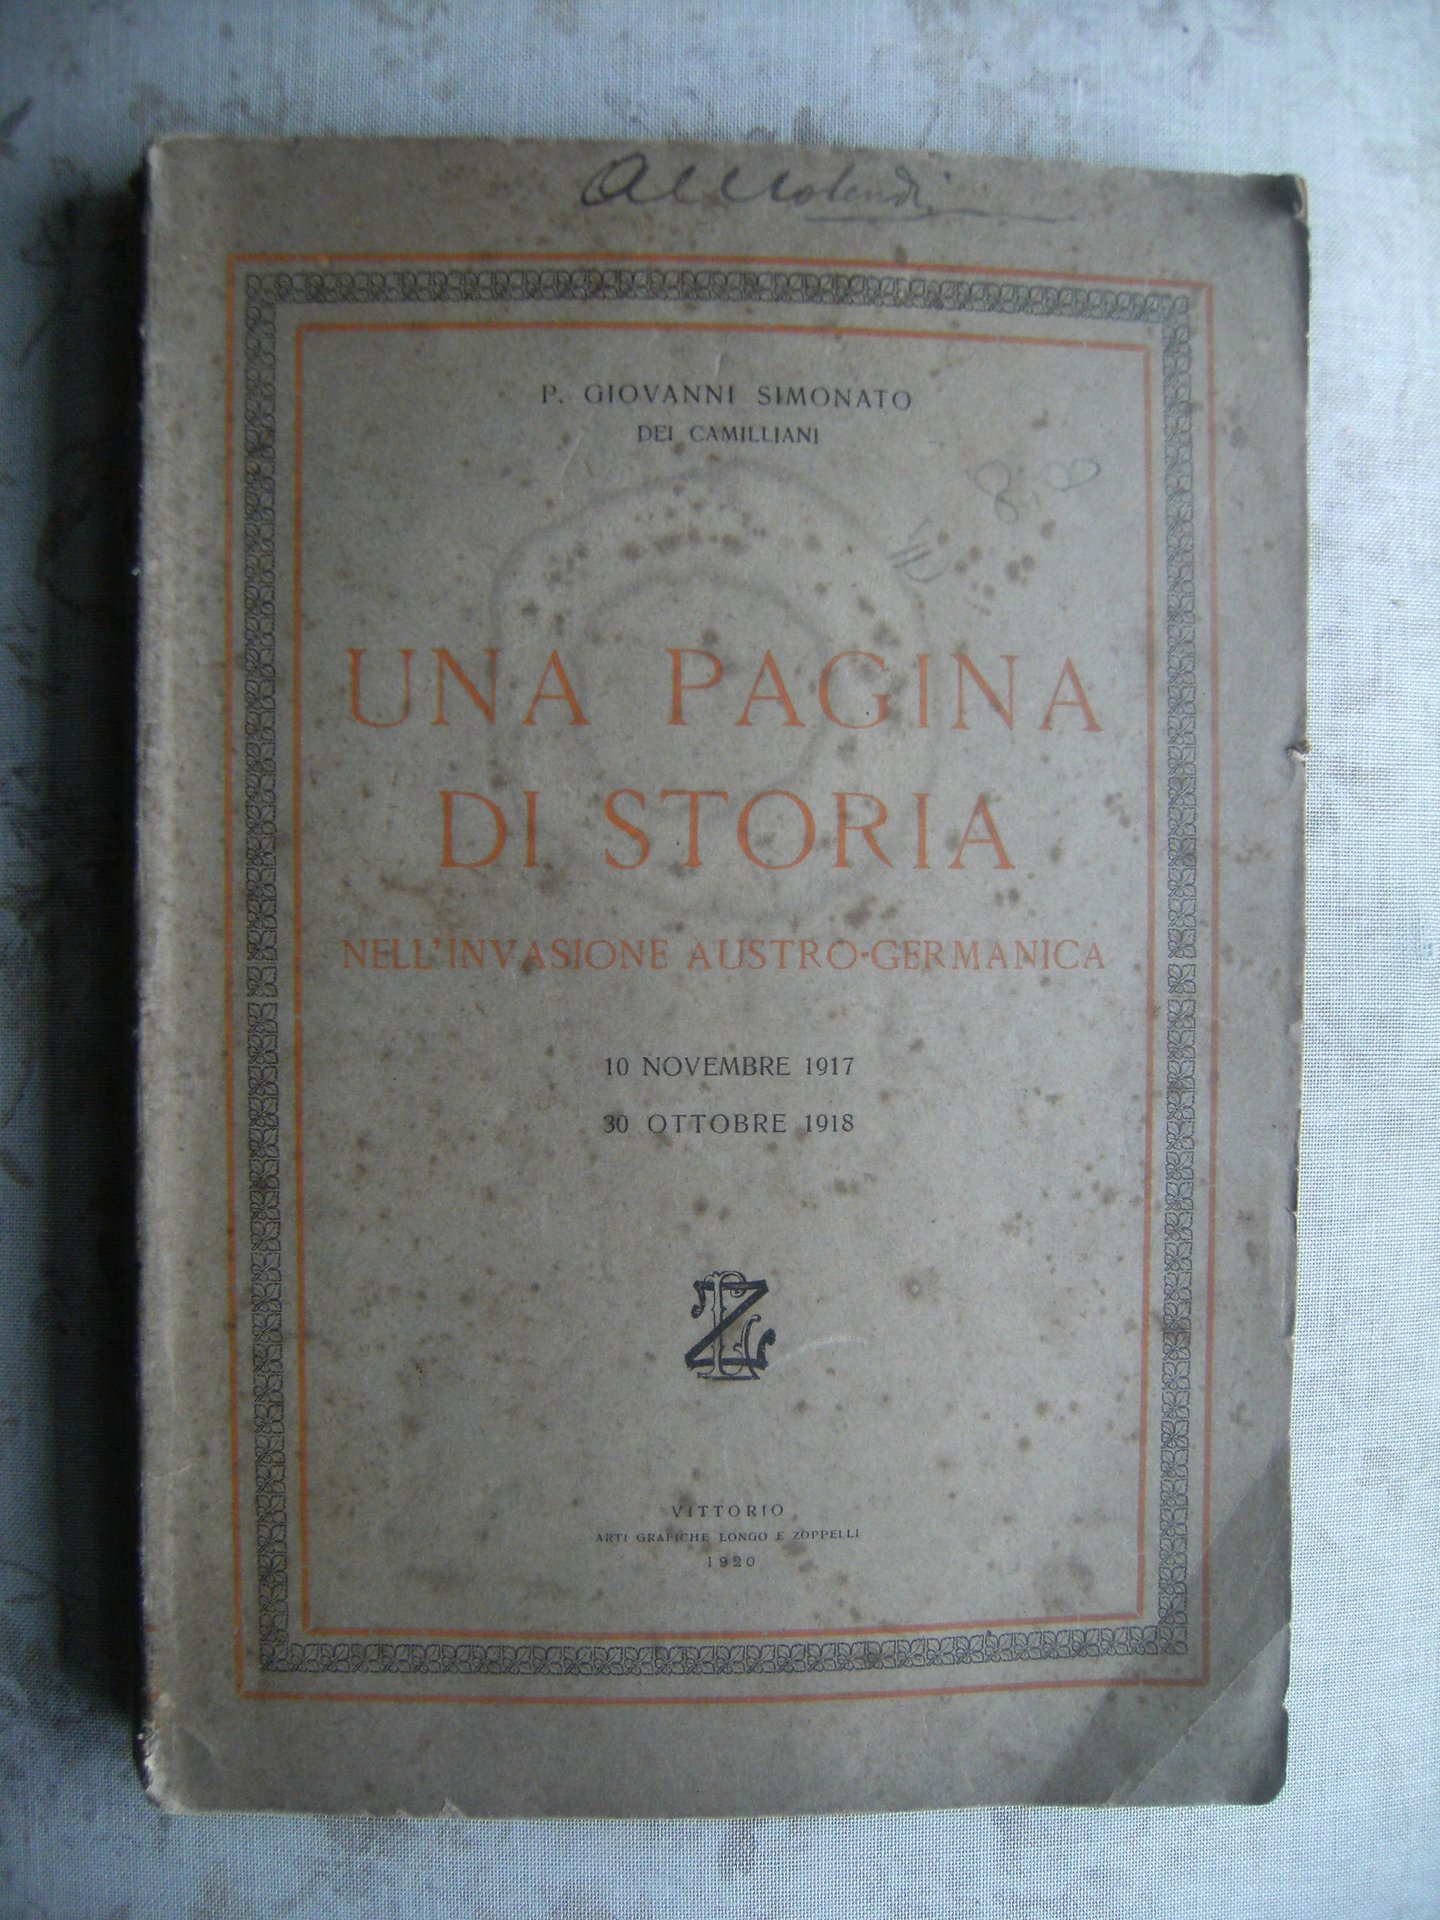 P. GIOVANNI SIMONATO
DEI CAMILLIANI
UNA PAGINA
DI STORIA
NELL'INVASIONE AUSTRO-GERMANICA
10 NOVEMBRE 1917
30 OTTOBRE 1918
VITTORIO
ARTI GRAFICHE LONGO E ZOPPELLI
1920